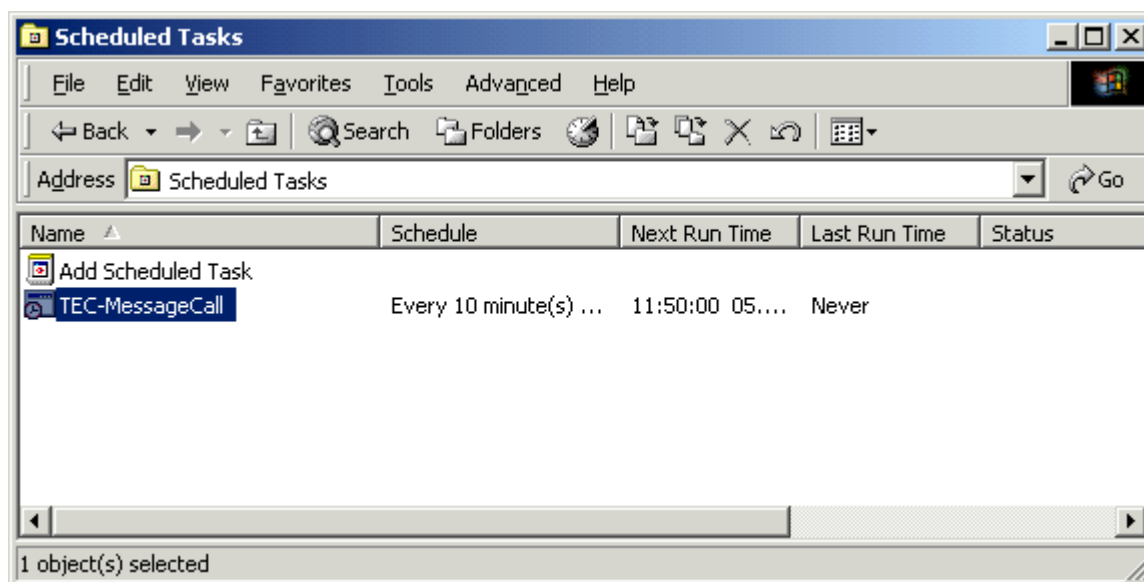 Scheduled Tasks
File Edit View Favorites Tools Advanced Help
Back Search Folders
Address Scheduled Tasks Go
Name Schedule Next Run Time Last Run Time Status
Add Scheduled Task
TEC-MessageCall Every 10 minute(s) ... 11:50:00 05.... Never
1 object(s) selected